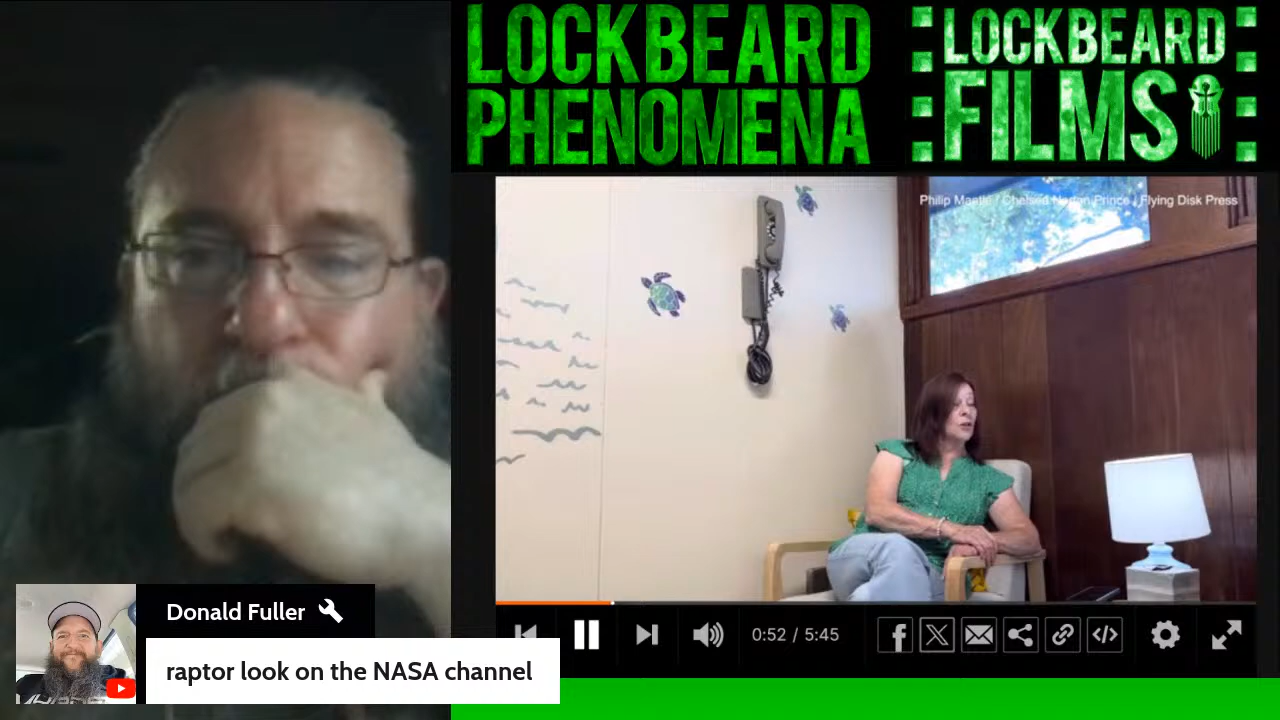 LOCKBEARD
PHENOMENA
LOCKBEARD
FILMS
Philip Mantle / Chelsea Norton Prince / Flying Disk Press
0:52 / 5:45
Donald Fuller
raptor look on the NASA channel